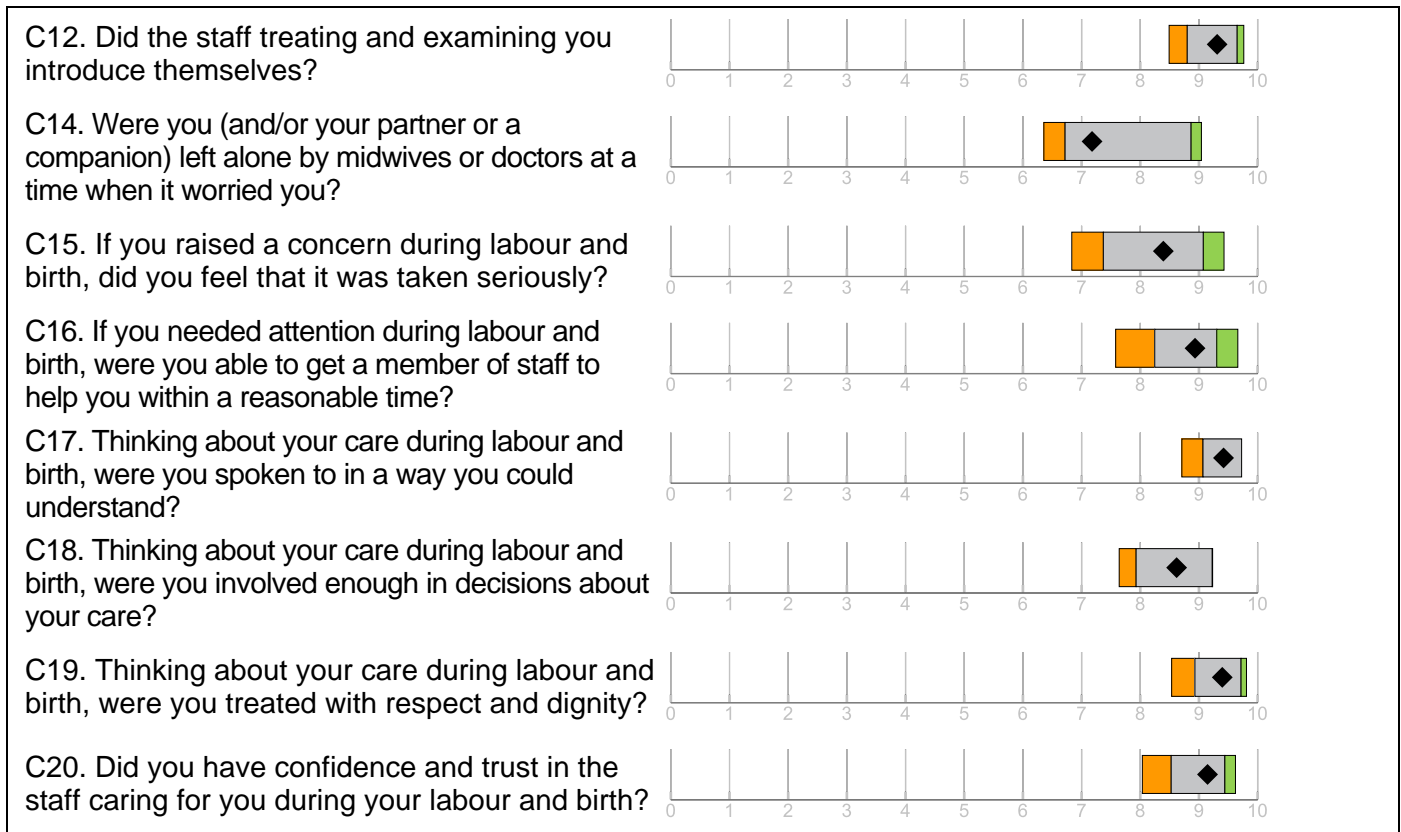 C12. Did the staff treating and examining you
introduce themselves?
0 1 2 3 4 5 6 7 8 9 10
C14. Were you (and/or your partner or a
companion) left alone by midwives or doctors at a
time when it worried you?
0 1 2 3 4 5 6 7 8 9 10
C15. If you raised a concern during labour and
birth, did you feel that it was taken seriously?
0 1 2 3 4 5 6 7 8 9 10
C16. If you needed attention during labour and
birth, were you able to get a member of staff to
help you within a reasonable time?
0 1 2 3 4 5 6 7 8 9 10
C17. Thinking about your care during labour and
birth, were you spoken to in a way you could
understand?
0 1 2 3 4 5 6 7 8 9 10
C18. Thinking about your care during labour and
birth, were you involved enough in decisions about
your care?
0 1 2 3 4 5 6 7 8 9 10
C19. Thinking about your care during labour and
birth, were you treated with respect and dignity?
0 1 2 3 4 5 6 7 8 9 10
C20. Did you have confidence and trust in the
staff caring for you during your labour and birth?
0 1 2 3 4 5 6 7 8 9 10